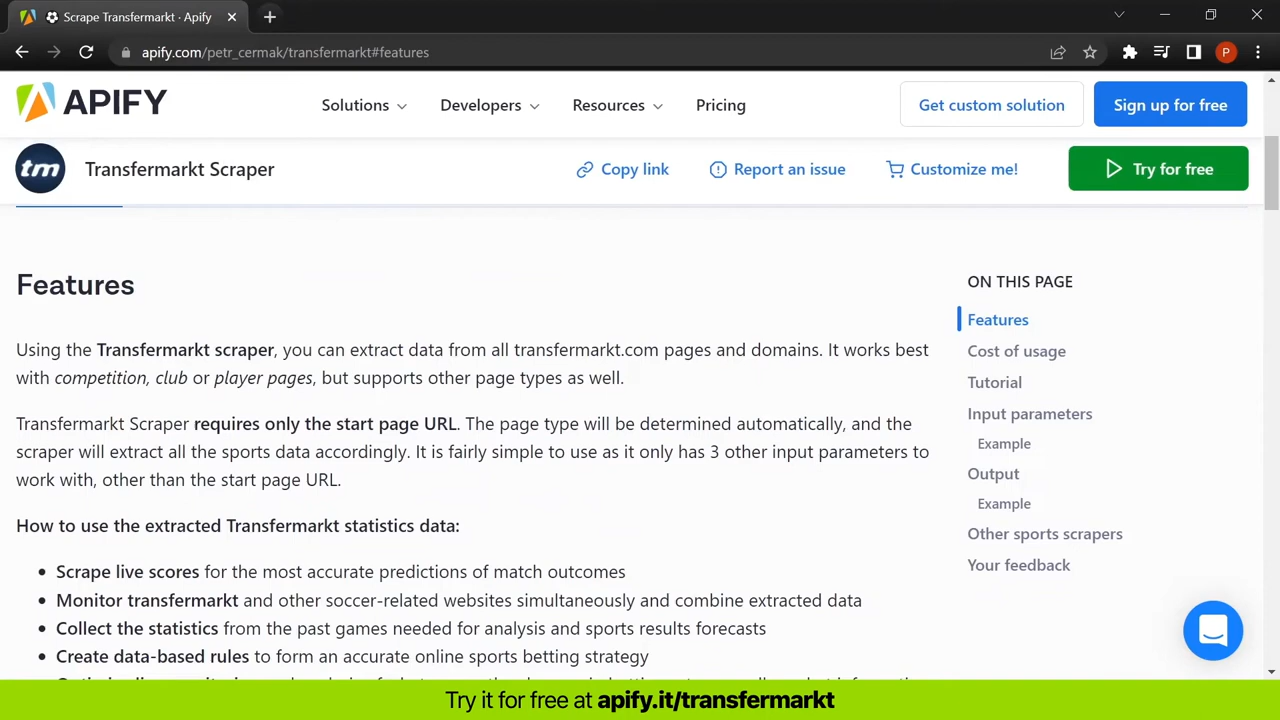 Scrape Transfermarkt · Apify
apify.com/petr_cermak/transfermarkt#features
P
APIFY
Solutions
Developers
Resources
Pricing
Get custom solution
Sign up for free
tm
Transfermarkt Scraper
Copy link
Report an issue
Customize me!
Try for free
Features
Using the Transfermarkt scraper, you can extract data from all transfermarkt.com pages and domains. It works best
with competition, club or player pages, but supports other page types as well.
Transfermarkt Scraper requires only the start page URL. The page type will be determined automatically, and the
scraper will extract all the sports data accordingly. It is fairly simple to use as it only has 3 other input parameters to
work with, other than the start page URL.
How to use the extracted Transfermarkt statistics data:
• Scrape live scores for the most accurate predictions of match outcomes
• Monitor transfermarkt and other soccer-related websites simultaneously and combine extracted data
• Collect the statistics from the past games needed for analysis and sports results forecasts
• Create data-based rules to form an accurate online sports betting strategy
ON THIS PAGE
Features
Cost of usage
Tutorial
Input parameters
Example
Output
Example
Other sports scrapers
Your feedback
Try it for free at apify.it/transfermarkt